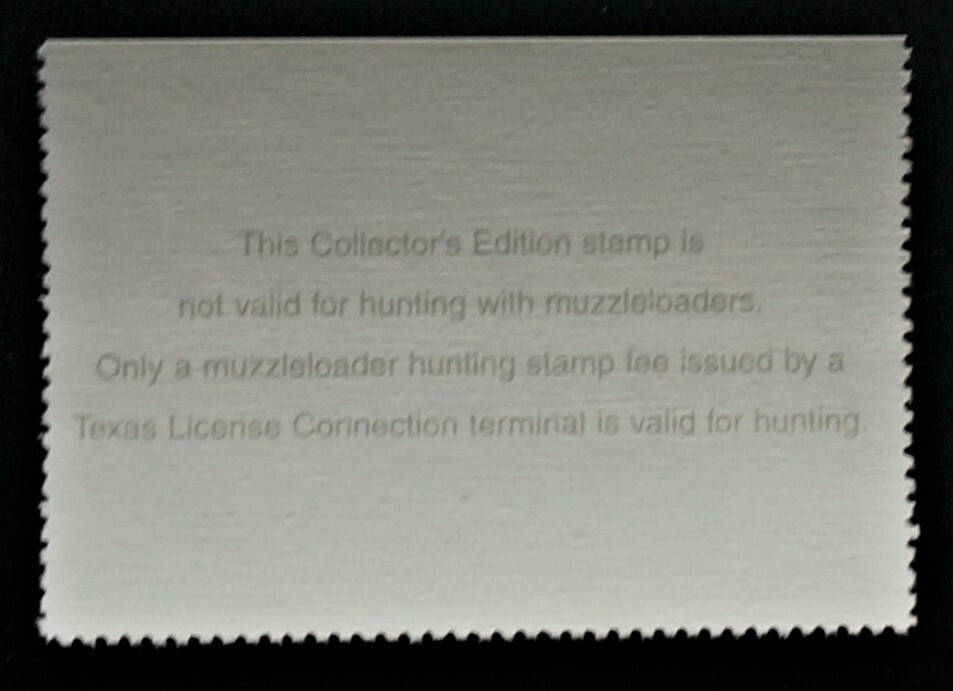 This Collector's Edition stamp is
not valid for hunting with muzzleloaders.
Only a muzzleloader hunting stamp fee issued by a
Texas License Connection terminal is valid for hunting.